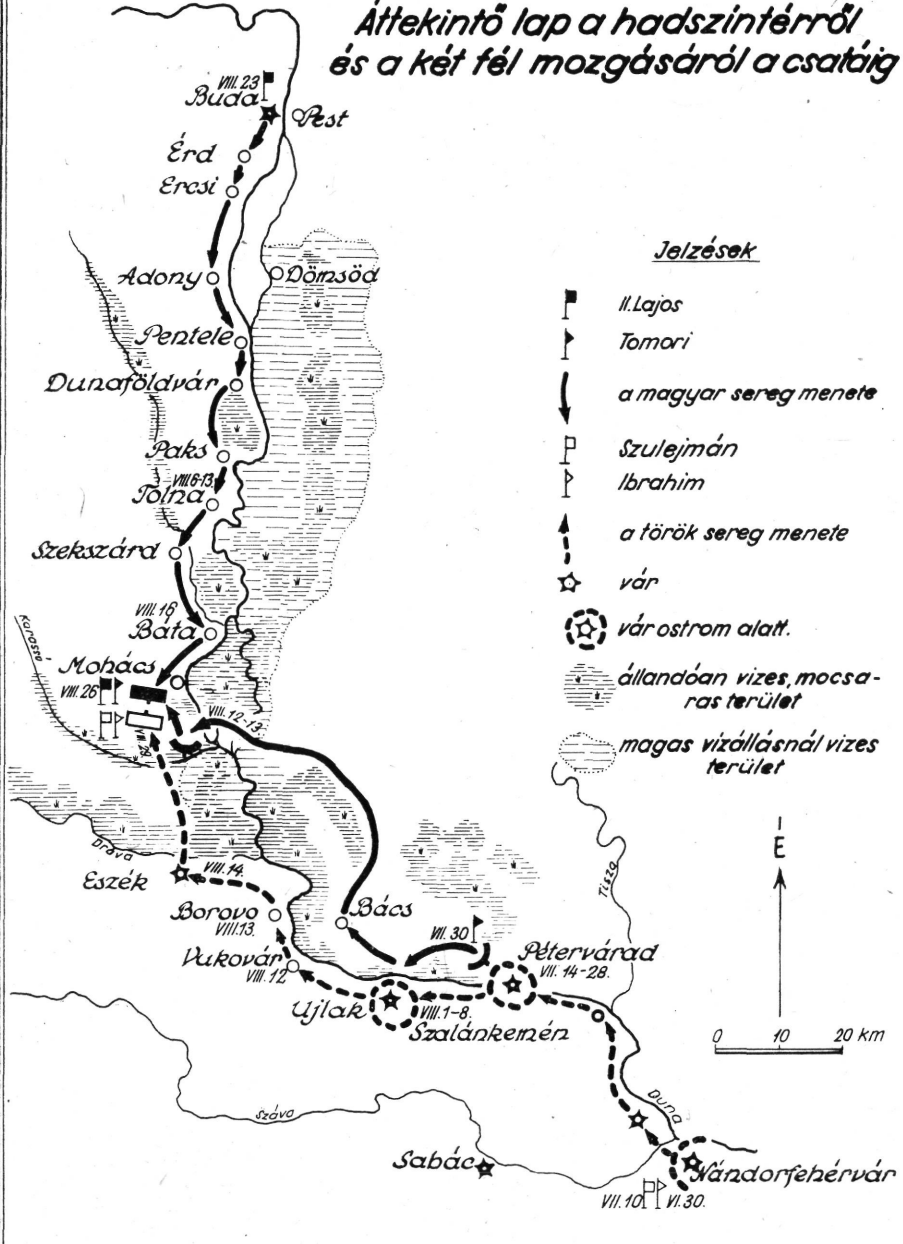 Áttekintő lap a hadszíntérről
és a két fél mozgásáról a csatáig
VIII.23
Buda
Pest
Érd
Ercsi
Adony
Dömsöd
Pentele
Dunaföldvár
Paks
VIII.6-13.
Tolna
Szekszárd
VIII.16
Báta
Karassó
Mohács
VIII.26
VIII.12-13.
VIII.29
Dráva
Eszék
VIII.14.
Borovo
VIII.13.
Vukovár
VIII.12
Bács
VII.30
Pétervárad
VII.14-28.
Ujlak
VIII.1-8.
Szalánkemén
Tisza
Duna
Száva
Sabác
Nándorfehérvár
VII.10
VI.30.
Jelzések
II.Lajos
Tomori
a magyar sereg menete
Szulejmán
Ibrahim
a török sereg menete
vár
vár ostrom alatt.
állandóan vizes, mocsa-
ras terület
magas vízállásnál vizes
terület
É
0 10 20 km